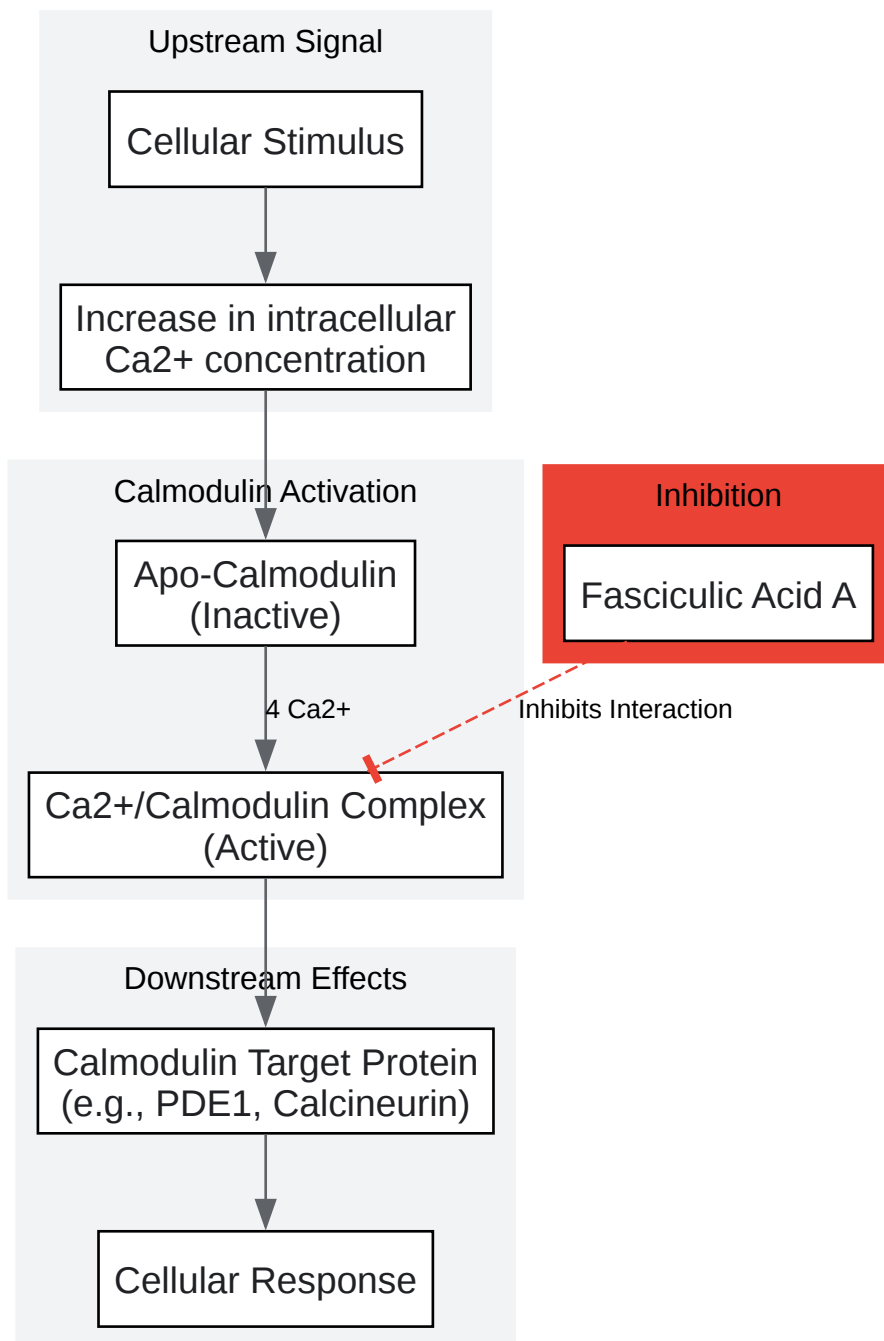 Upstream Signal
Cellular Stimulus
Increase in intracellular
Ca2+ concentration
Calmodulin Activation
Inhibition
Apo-Calmodulin
(Inactive)
Fasciculic Acid A
4 Ca2+
Inhibits Interaction
Ca2+/Calmodulin Complex
(Active)
Downstream Effects
Calmodulin Target Protein
(e.g., PDE1, Calcineurin)
Cellular Response